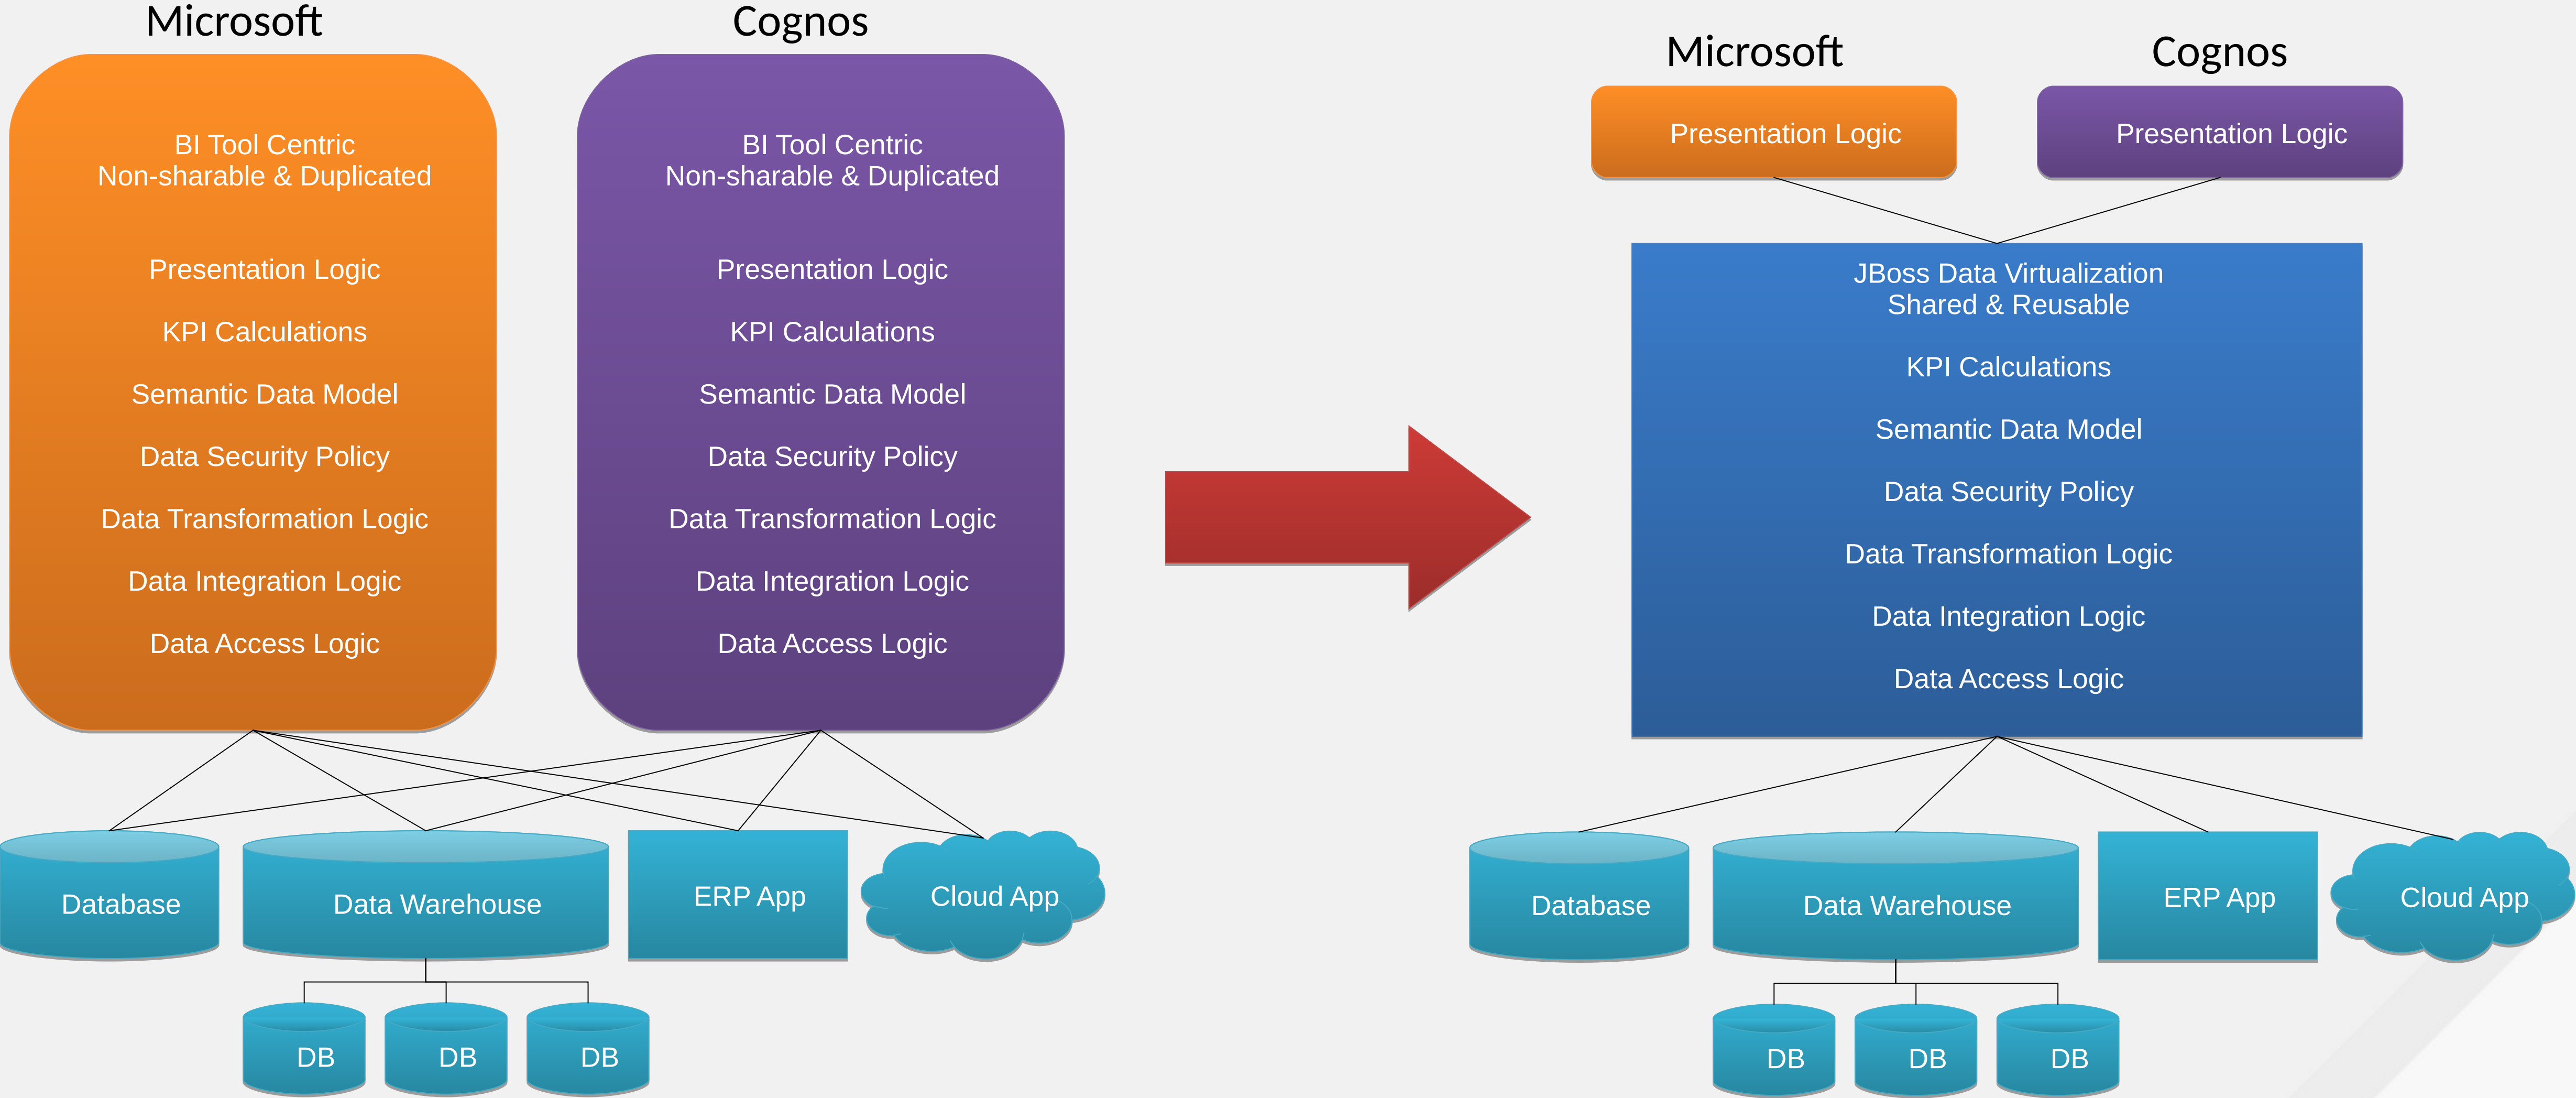 Microsoft
BI Tool Centric
Non-sharable & Duplicated
Presentation Logic
KPI Calculations
Semantic Data Model
Data Security Policy
Data Transformation Logic
Data Integration Logic
Data Access Logic
Cognos
BI Tool Centric
Non-sharable & Duplicated
Presentation Logic
KPI Calculations
Semantic Data Model
Data Security Policy
Data Transformation Logic
Data Integration Logic
Data Access Logic
Database
Data Warehouse
ERP App
Cloud App
DB
DB
DB
Microsoft
Presentation Logic
Cognos
Presentation Logic
JBoss Data Virtualization
Shared & Reusable
KPI Calculations
Semantic Data Model
Data Security Policy
Data Transformation Logic
Data Integration Logic
Data Access Logic
Database
Data Warehouse
ERP App
Cloud App
DB
DB
DB